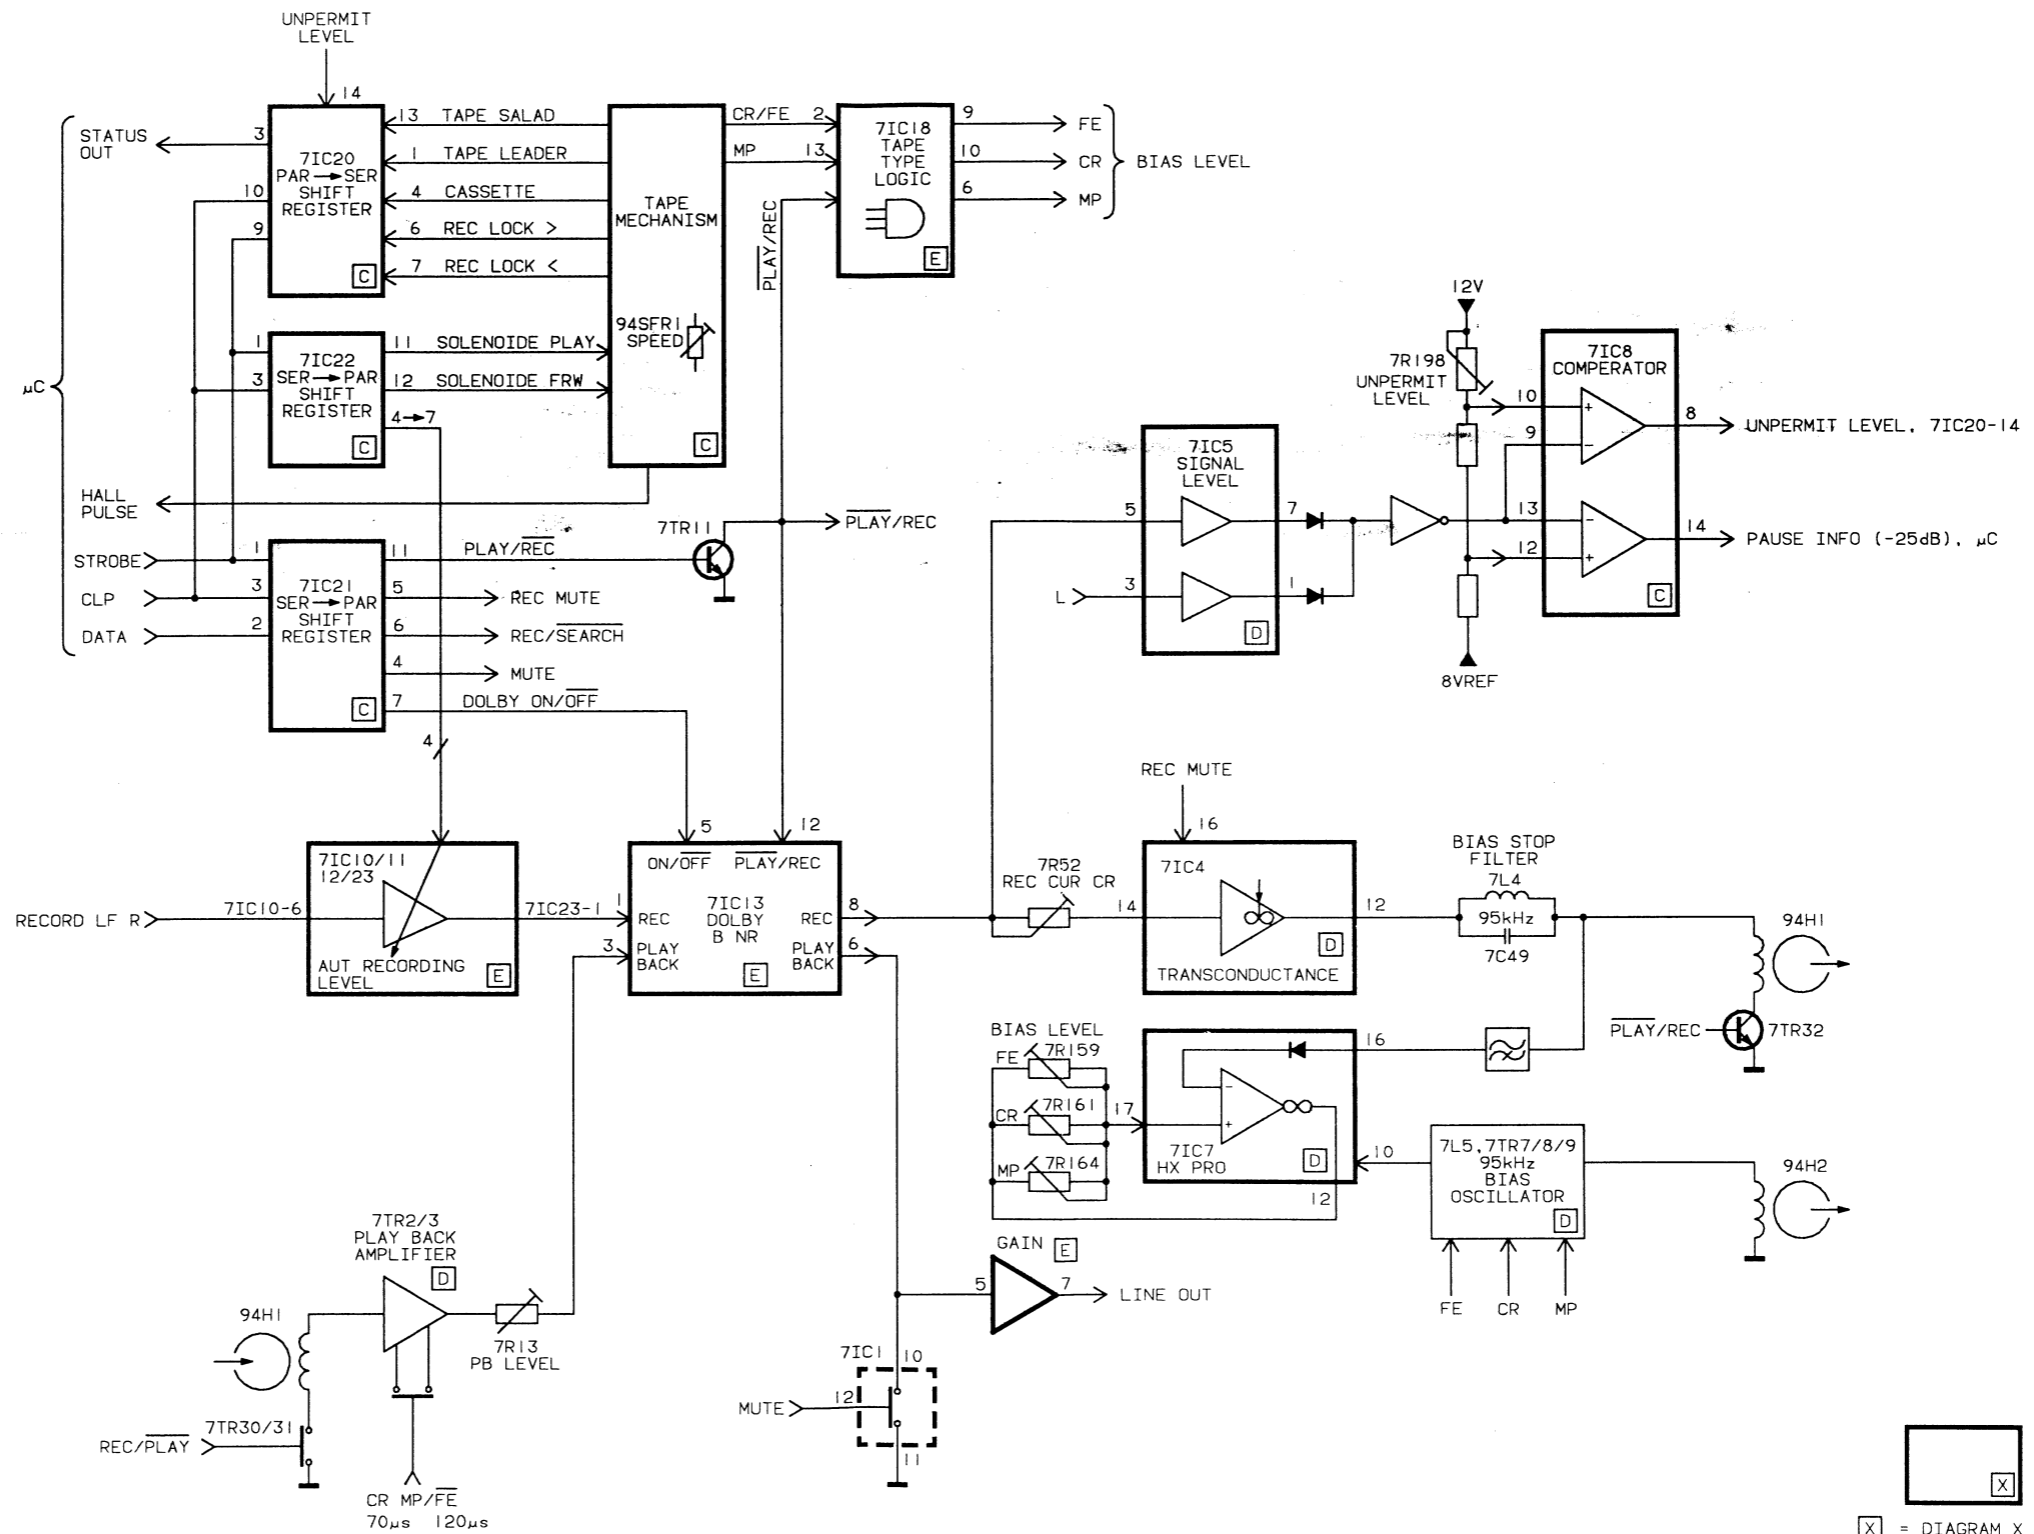 UNPERMIT
LEVEL
14
STATUS
OUT
3
7IC20
PAR → SER
SHIFT
REGISTER
C
10
9
13 TAPE SALAD
1 TAPE LEADER
4 CASSETTE
6 REC LOCK >
7 REC LOCK <
TAPE
MECHANISM
94SFR1
SPEED
C
CR/FE 2
MP 13
PLAY/REC
7IC18
TAPE
TYPE
LOGIC
E
9 FE
10 CR
6 MP
BIAS LEVEL
µC
1
3
7IC22
SER → PAR
SHIFT
REGISTER
C
11 SOLENOIDE PLAY
12 SOLENOIDE FRW
4→7
HALL
PULSE
STROBE
CLP
DATA
1
3
2
7IC21
SER → PAR
SHIFT
REGISTER
C
11 PLAY/REC
5 REC MUTE
6 REC/SEARCH
4 MUTE
7 DOLBY ON/OFF
7TR11
PLAY/REC
4
12V
7R198
UNPERMIT
LEVEL
8VREF
7IC8
COMPERATOR
10
+
9
-
8
UNPERMIT LEVEL, 7IC20-14
13
-
12
+
14
PAUSE INFO (-25dB), µC
C
7IC5
SIGNAL
LEVEL
5
7
L
3
1
D
RECORD LF R
7IC10-6
7IC10/11
12/23
AUT RECORDING
LEVEL
E
7IC23-1
5
12
ON/OFF PLAY/REC
1
REC
3
PLAY
BACK
7IC13
DOLBY
B NR
E
REC
8
PLAY
BACK
6
7R52
REC CUR CR
14
REC MUTE
16
7IC4
D
TRANSCONDUCTANCE
12
BIAS STOP
FILTER
7L4
95kHz
7C49
94H1
PLAY/REC
7TR32
BIAS LEVEL
FE
7R159
CR
7R161
MP
7R164
17
-
+
7IC7
HX PRO
D
16
10
12
7L5,7TR7/8/9
95kHz
BIAS
OSCILLATOR
D
FE CR MP
94H2
7TR2/3
PLAY BACK
AMPLIFIER
D
94H1
7R13
PB LEVEL
7TR30/31
REC/PLAY
CR MP/FE
70µs 120µs
GAIN E
5
7
LINE OUT
7IC1
10
MUTE
12
11
X
X = DIAGRAM X